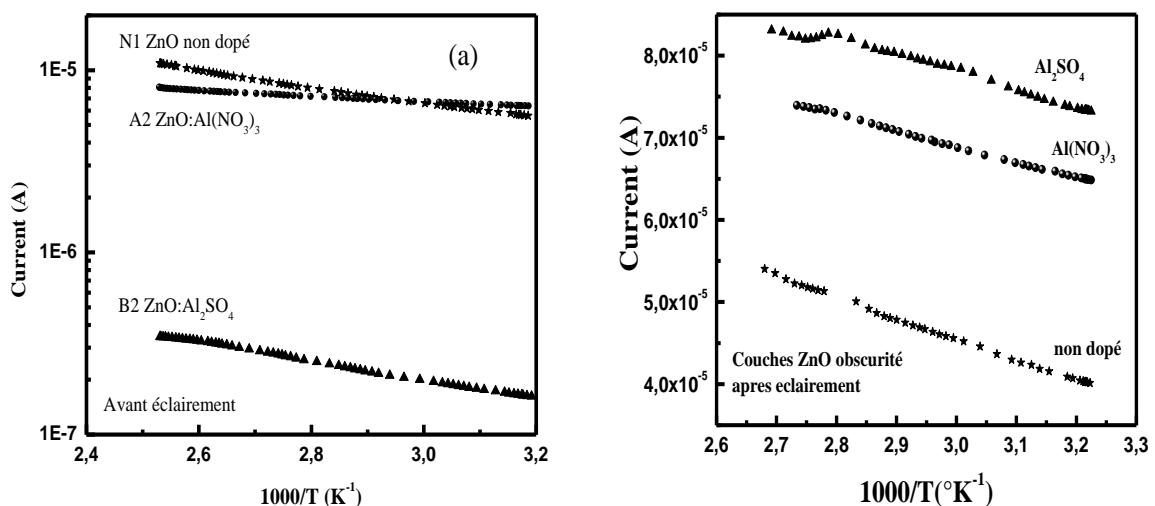 N1 ZnO non dopé
(a)
1E-5
A2 ZnO:Al(NO3)3
Current (A)
1E-6
B2 ZnO:Al2SO4
Avant éclairement
1E-7
2,4 2,6 2,8 3,0 3,2
1000/T (K-1)
8,0x10-5
Al2SO4
7,0x10-5
Al(NO3)3
Current (A)
6,0x10-5
5,0x10-5
non dopé
Couches ZnO obscurité
apres eclairement
4,0x10-5
2,6 2,7 2,8 2,9 3,0 3,1 3,2 3,3
1000/T(°K-1)